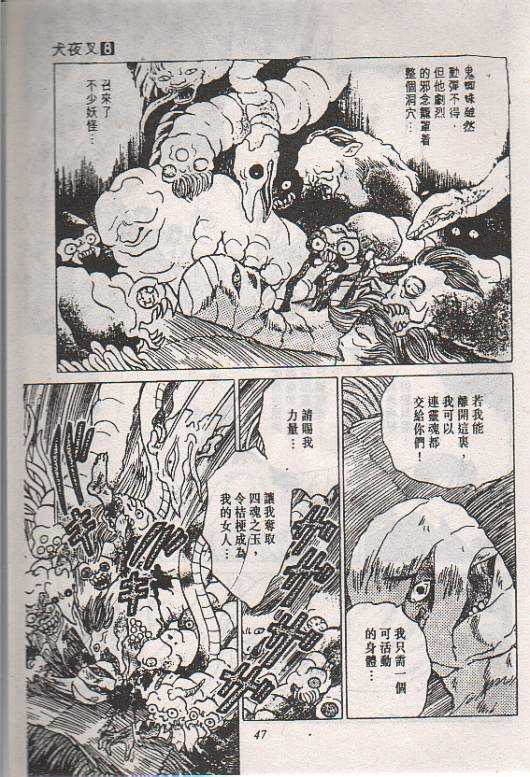 犬夜叉8
鬼蜘蛛雖然
動彈不得，
但他劇烈
的邪念籠罩着
整個洞穴…
召來了
不少妖怪…
若我能
離開這裏，
我可以
連靈魂都
交給你們！
我只需一個
可活動
的身體…
請賜我
力量…
讓我奪取
四魂之玉，
令桔梗成為
我的女人…
47